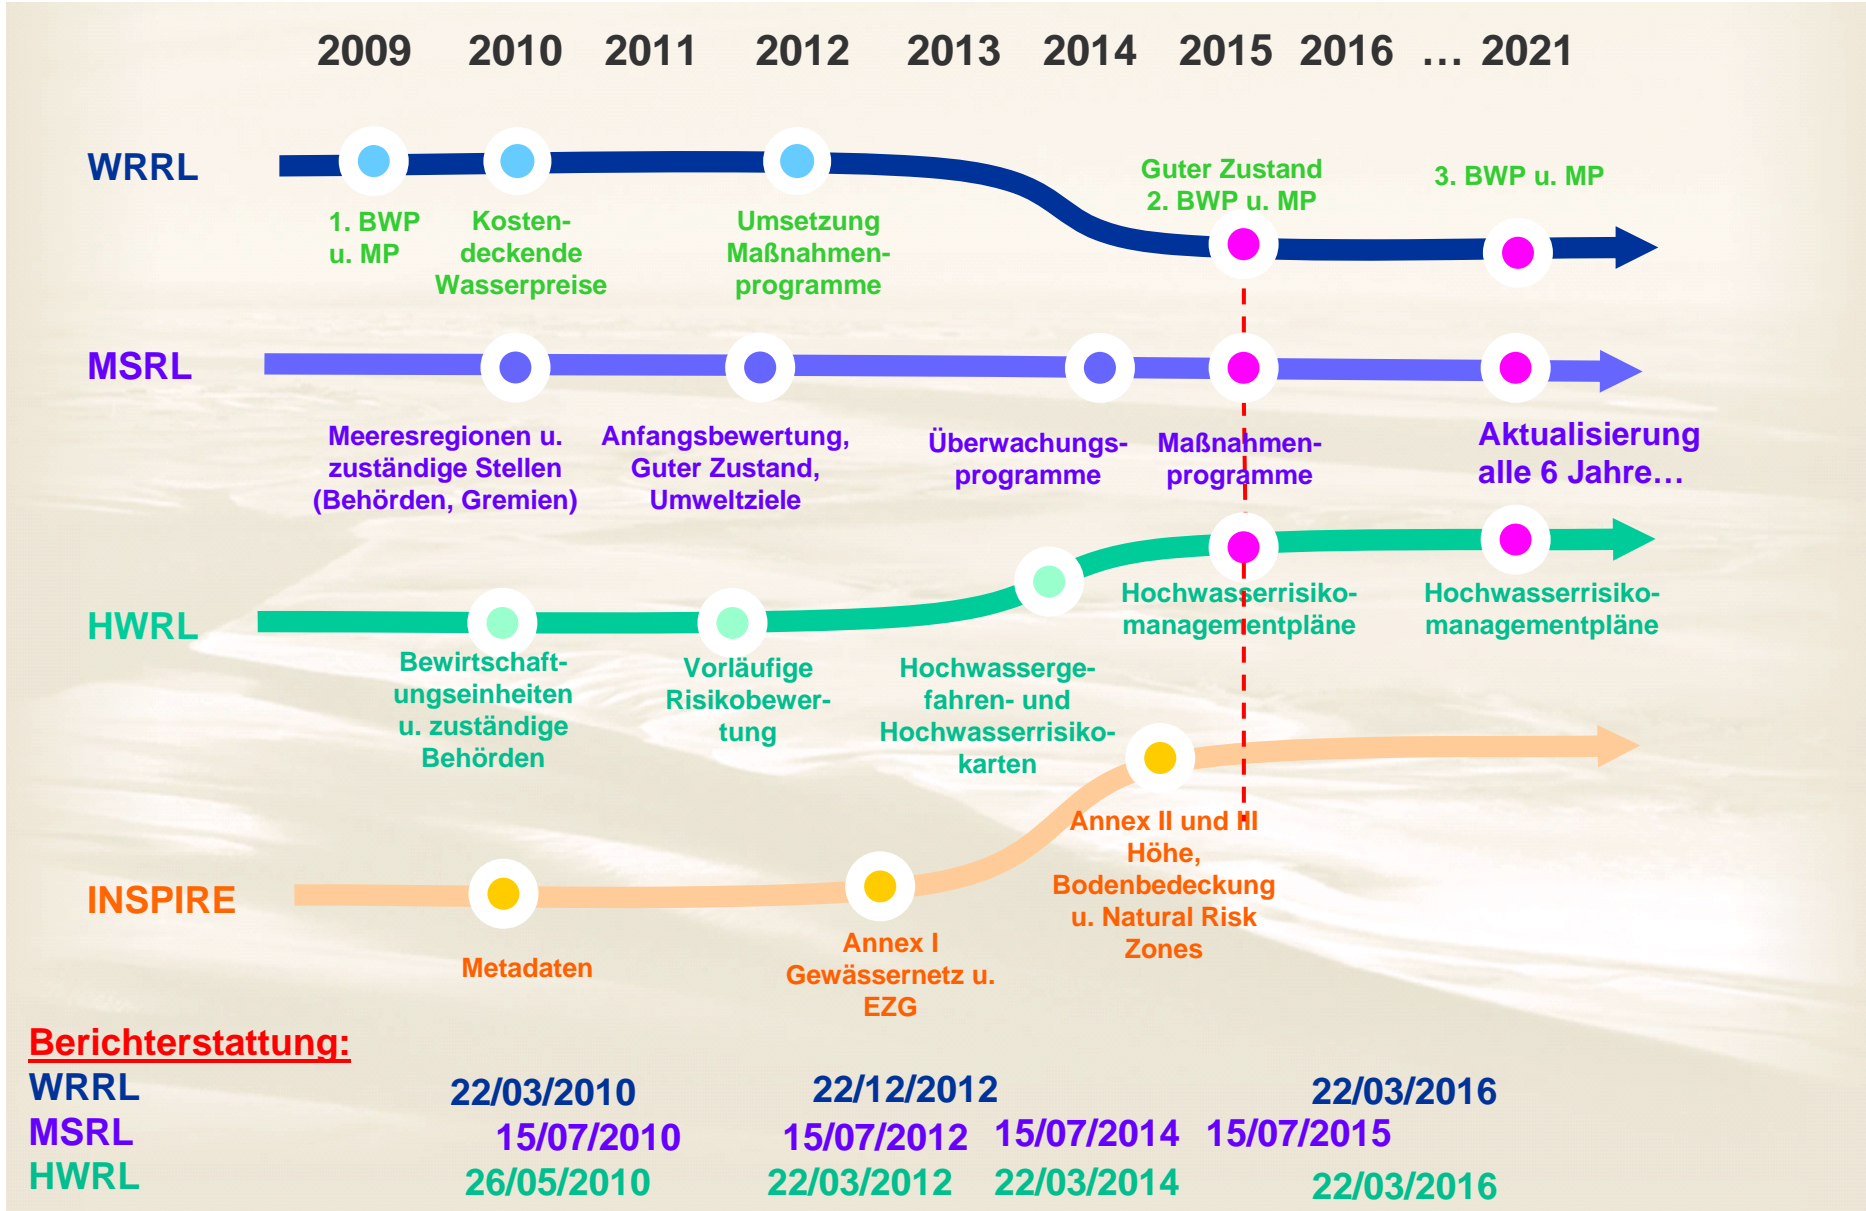 2009 2010 2011 2012 2013 2014 2015 2016 ... 2021
WRRL
1. BWP
u. MP
Kosten-
deckende
Wasserpreise
Umsetzung
Maßnahmen-
programme
Guter Zustand
2. BWP u. MP
3. BWP u. MP
MSRL
Meeresregionen u.
zuständige Stellen
(Behörden, Gremien)
Anfangsbewertung,
Guter Zustand,
Umweltziele
Überwachungs-
programme
Maßnahmen-
programme
Aktualisierung
alle 6 Jahre...
HWRL
Bewirtschaft-
ungseinheiten
u. zuständige
Behörden
Vorläufige
Risikobewer-
tung
Hochwasserge-
fahren- und
Hochwasserrisiko-
karten
Hochwasserrisiko-
managementpläne
Hochwasserrisiko-
managementpläne
INSPIRE
Metadaten
Annex I
Gewässernetz u.
EZG
Annex II und III
Höhe,
Bodenbedeckung
u. Natural Risk
Zones
Berichterstattung:
WRRL 22/03/2010 22/12/2012 22/03/2016
MSRL 15/07/2010 15/07/2012 15/07/2014 15/07/2015
HWRL 26/05/2010 22/03/2012 22/03/2014 22/03/2016